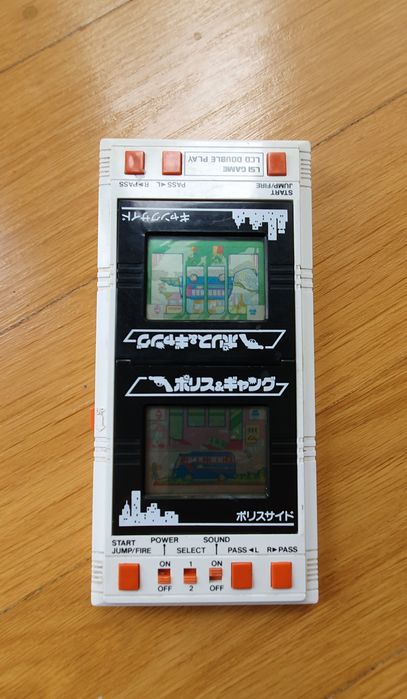 LSI GAME
LCD DOUBLE PLAY
START
JUMP/FIRE
PASS◄L
R►PASS
ギャングサイド
ポリス&ギャング
ポリス&ギャング
ポリスサイド
START
JUMP/FIRE
POWER
SELECT
SOUND
PASS◄L
R►PASS
ON 1 ON
OFF 2 OFF